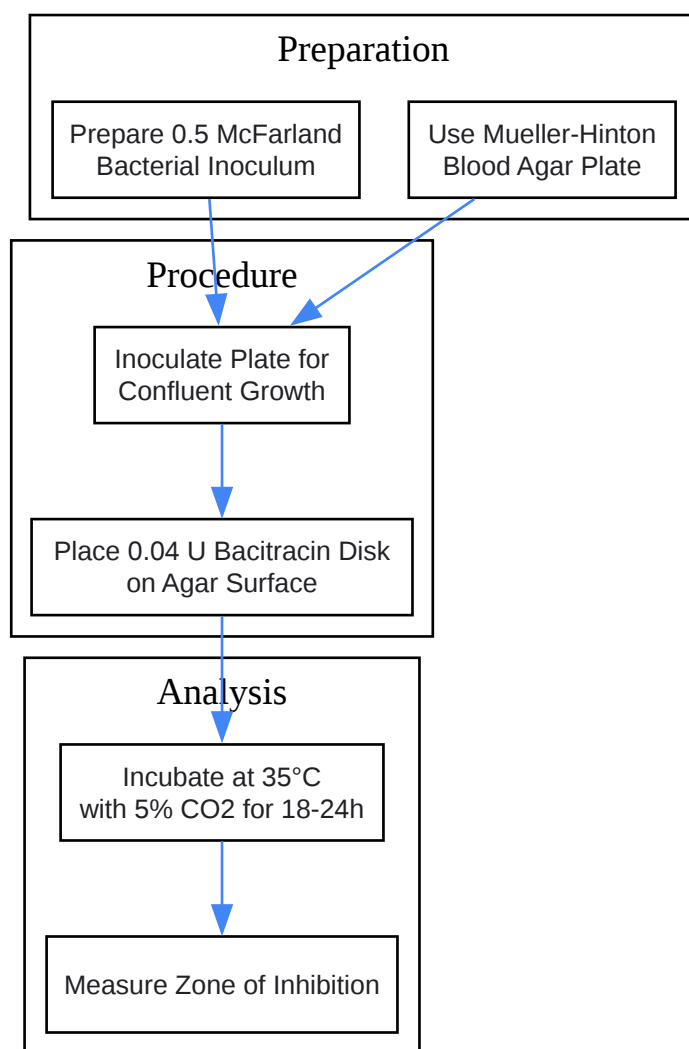 Preparation
Prepare 0.5 McFarland
Bacterial Inoculum
Use Mueller-Hinton
Blood Agar Plate
Procedure
Inoculate Plate for
Confluent Growth
Place 0.04 U Bacitracin Disk
on Agar Surface
Analysis
Incubate at 35°C
with 5% CO2 for 18-24h
Measure Zone of Inhibition